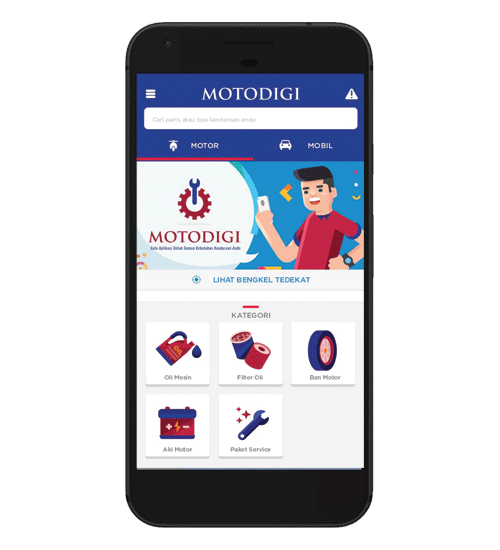 MOTODIGI
Cari parts atau tipe kendaraan anda
MOTOR
MOBIL
MOTODIGI
Satu Aplikasi Untuk Semua Kebutuhan Kendaraan Anda
LIHAT BENGKEL TEDEKAT
KATEGORI
OIL
Oli Mesin
Filter Oli
Ban Motor
Aki Motor
Paket Service